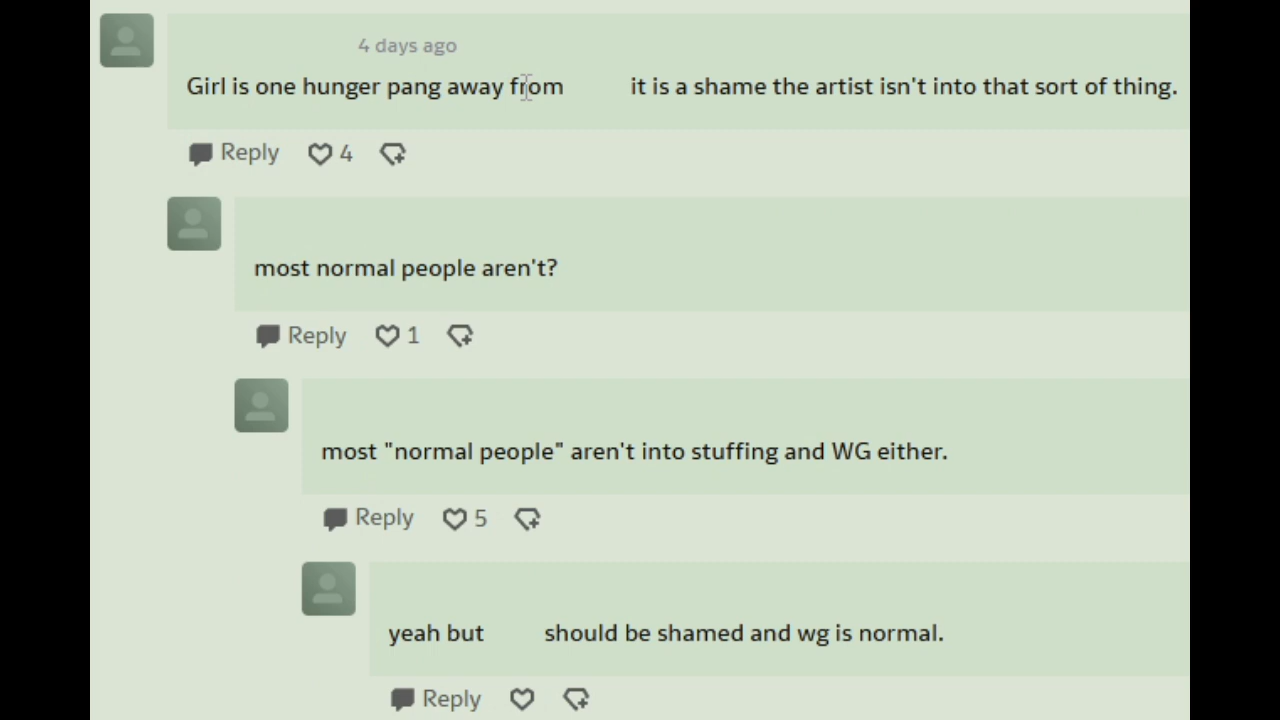 4 days ago
Girl is one hunger pang away from it is a shame the artist isn't into that sort of thing.
Reply 4
most normal people aren't?
Reply 1
most "normal people" aren't into stuffing and WG either.
Reply 5
yeah but should be shamed and wg is normal.
Reply